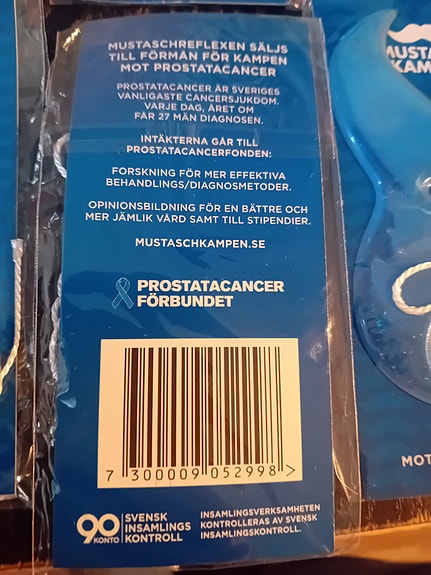 MUSTASCHREFLEXEN SÄLJS
TILL FÖRMÅN FÖR KAMPEN
MOT PROSTATACANCER
PROSTATACANCER ÄR SVERIGES
VANLIGASTE CANCERSJUKDOM.
VARJE DAG, ÅRET OM
FÅR 27 MÄN DIAGNOSEN.
INTÄKTERNA GÅR TILL
PROSTATACANCERFONDEN:
FORSKNING FÖR MER EFFEKTIVA
BEHANDLINGS/DIAGNOSMETODER.
OPINIONSBILDNING FÖR EN BÄTTRE OCH
MER JÄMLIK VÅRD SAMT TILL STIPENDIER.
MUSTASCHKAMPEN.SE
PROSTATACANCER
FÖRBUNDET
7 300009 052998 >
90
KONTO
SVENSK
INSAMLINGS
KONTROLL
INSAMLINGSVERKSAMHETEN
KONTROLLERAS AV SVENSK
INSAMLINGSKONTROLL.
MUSTA
KAMP
MOT